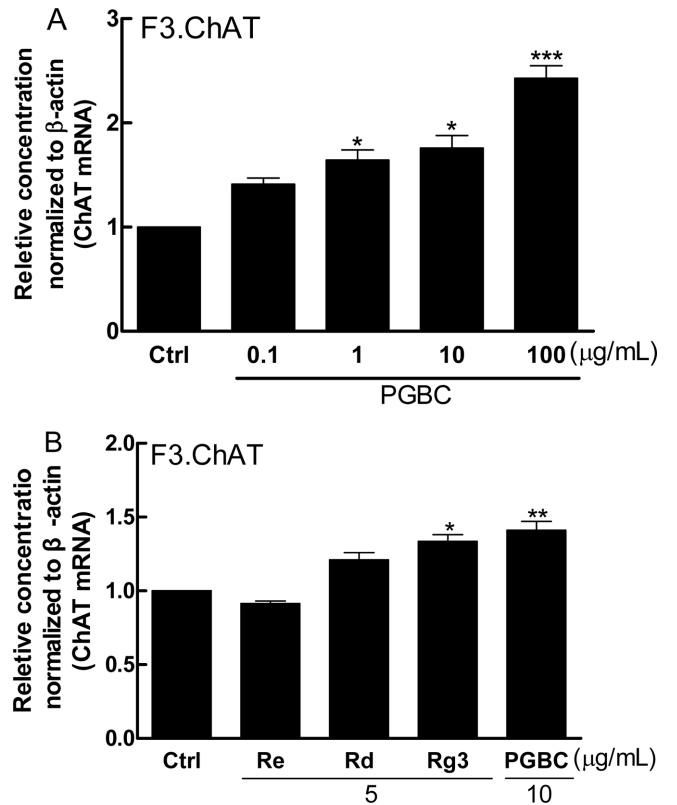 A
F3.ChAT
Reletive concentration
normalized to β-actin
(ChAT mRNA)
3
2
1
0
*
*
***
Ctrl 0.1 1 10 100 (μg/mL)
PGBC
B
F3.ChAT
Reletive concentratio
normalized to β -actin
(ChAT mRNA)
2.0
1.5
1.0
0.5
0.0
*
**
Ctrl Re Rd Rg3 PGBC (μg/mL)
5 10